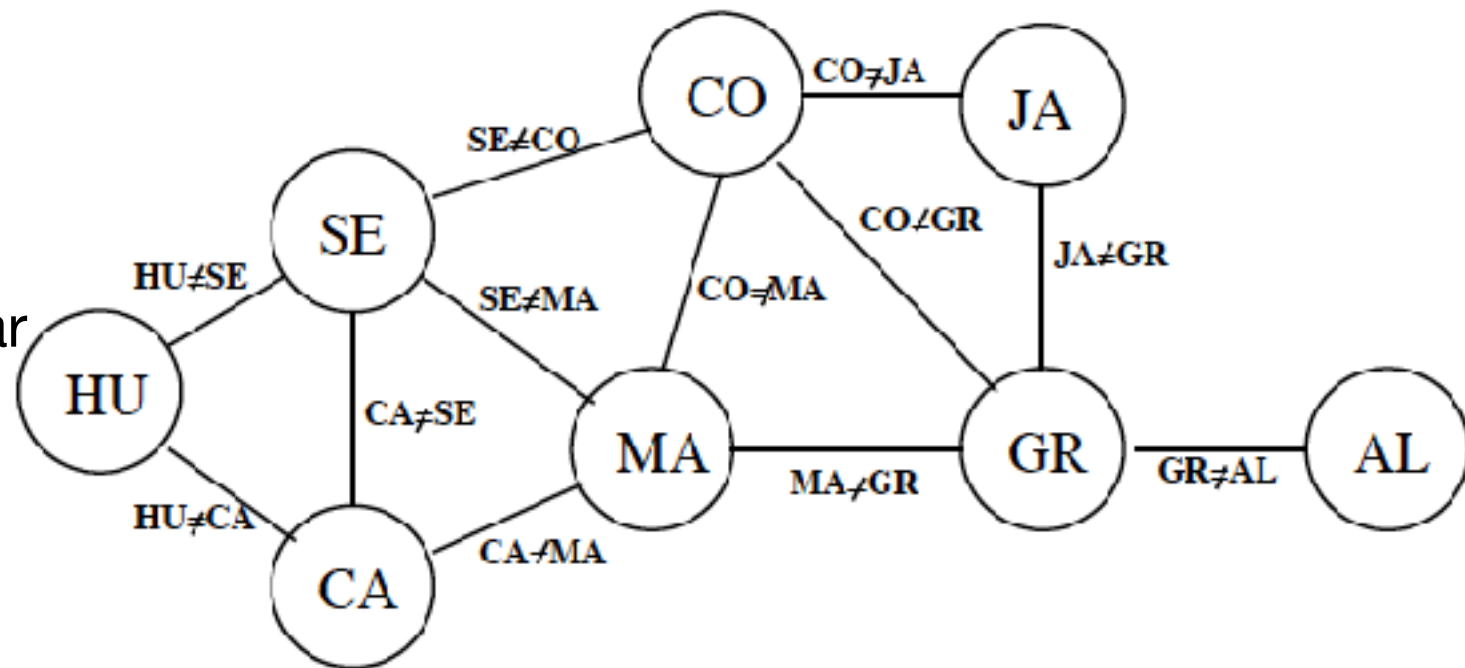 CO≠JA
CO
JA
SE≠CO
SE
CO≠GR
JA≠GR
HU≠SE
SE≠MA
CO≠MA
ar
HU
CA≠SE
MA
GR
AL
MA≠GR
GR≠AL
HU≠CA
CA≠MA
CA